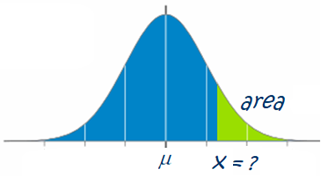 area
μ
x = ?